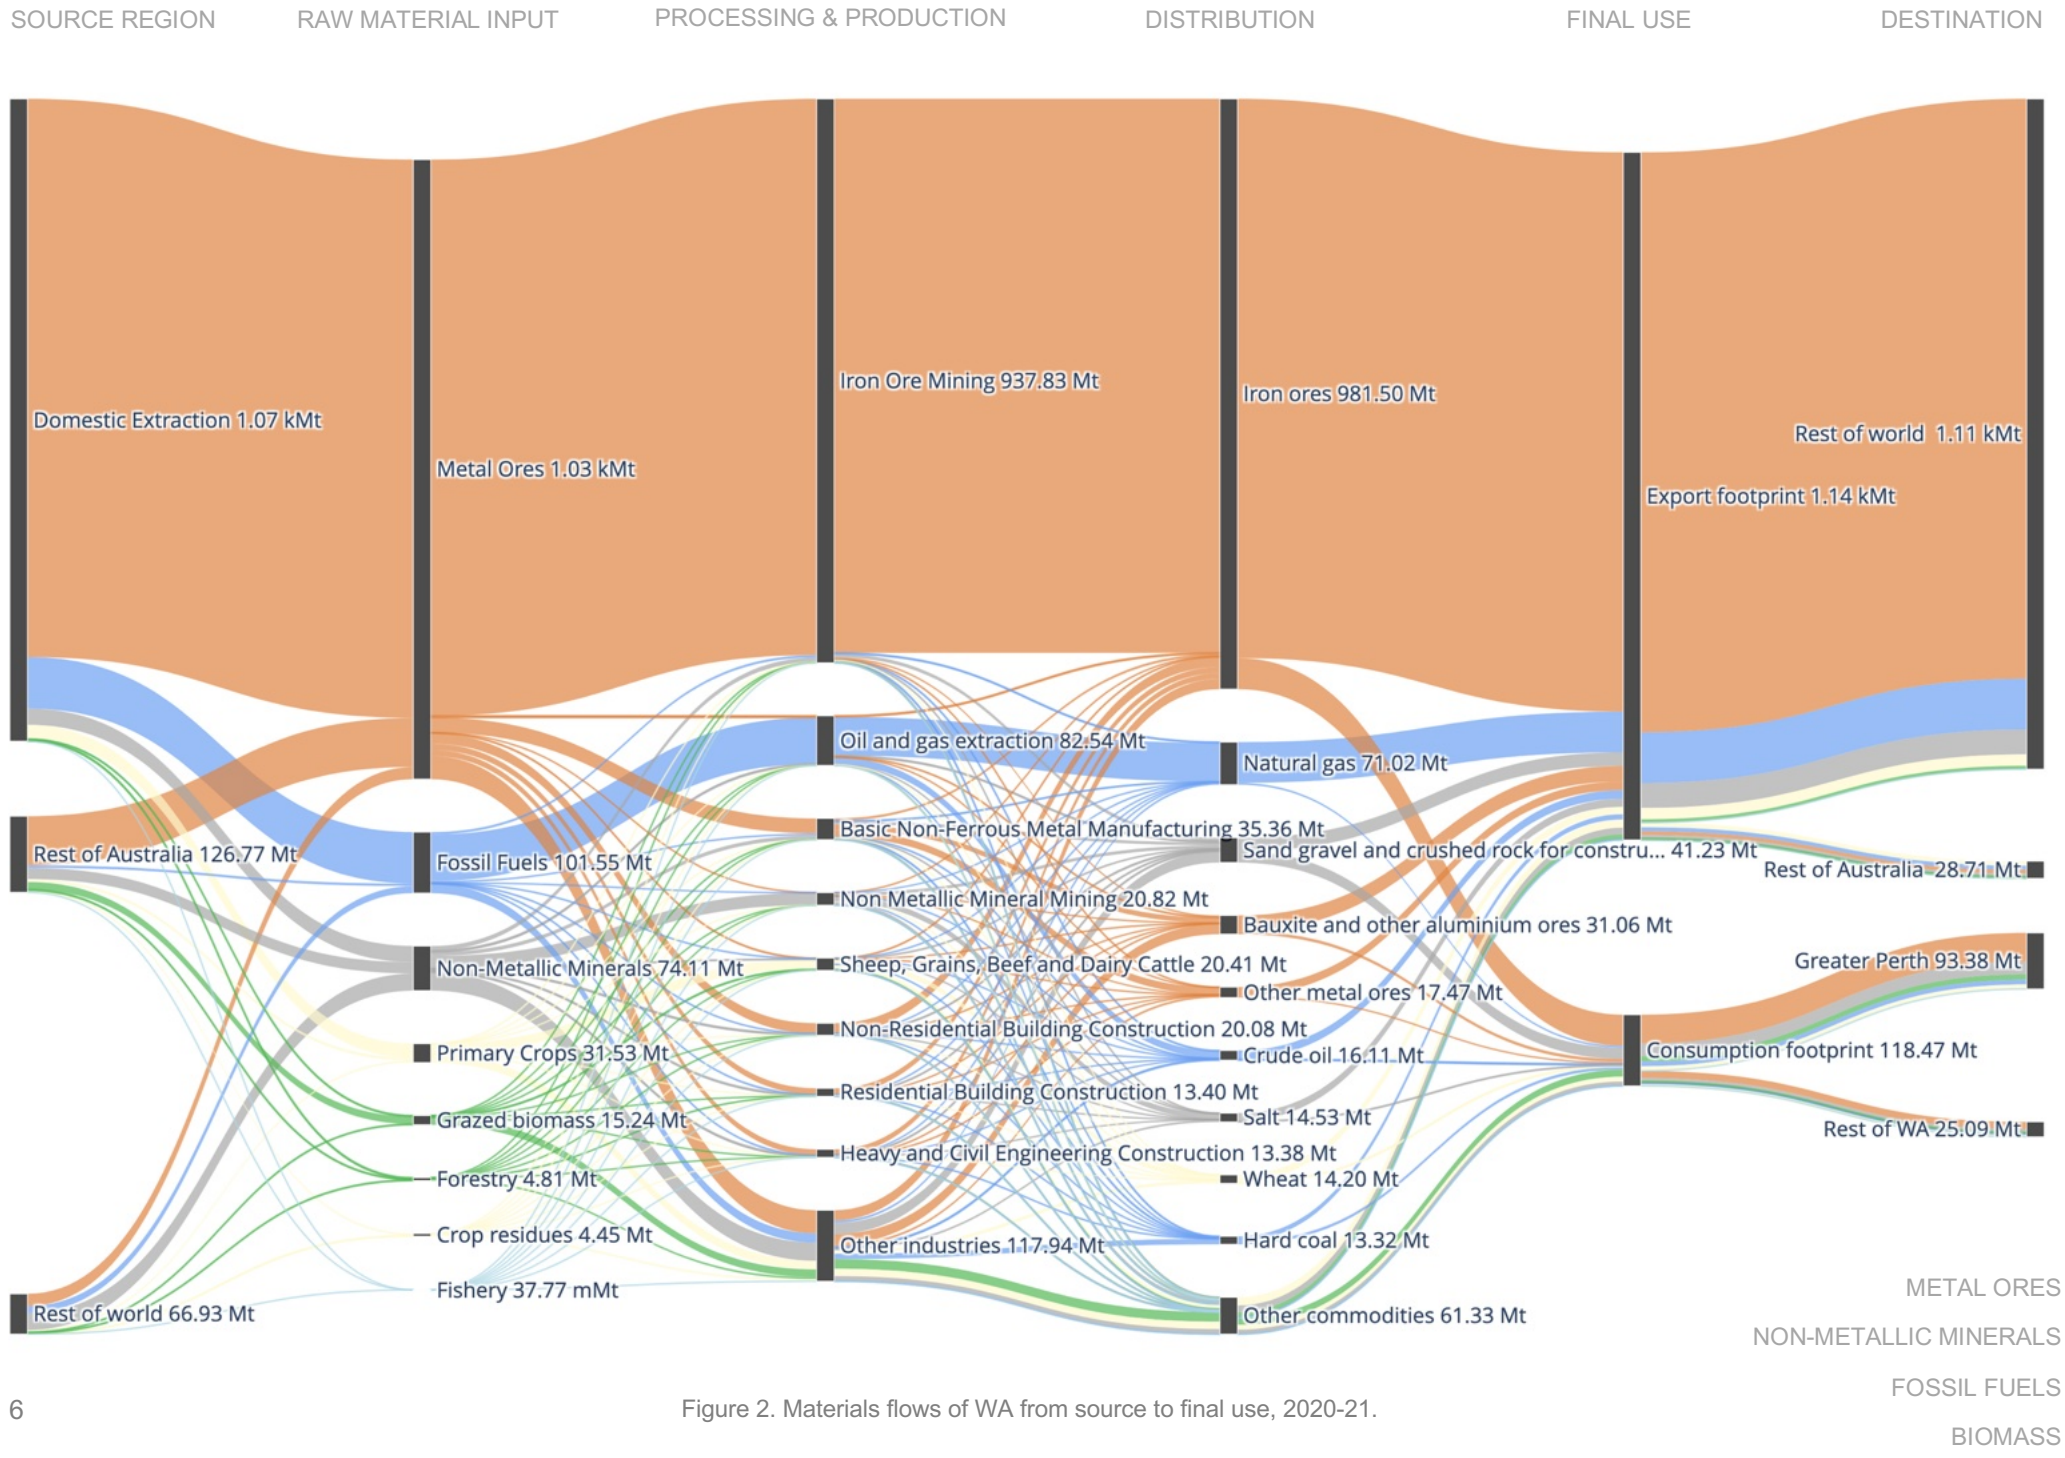 SOURCE REGION
RAW MATERIAL INPUT
PROCESSING & PRODUCTION
DISTRIBUTION
FINAL USE
DESTINATION
Domestic Extraction 1.07 kMt
Rest of Australia 126.77 Mt
Rest of world 66.93 Mt
Metal Ores 1.03 kMt
Fossil Fuels 101.55 Mt
Non-Metallic Minerals 74.11 Mt
Primary Crops 31.53 Mt
Grazed biomass 15.24 Mt
Forestry 4.81 Mt
Crop residues 4.45 Mt
Fishery 37.77 mMt
Iron Ore Mining 937.83 Mt
Oil and gas extraction 82.54 Mt
Basic Non-Ferrous Metal Manufacturing 35.36 Mt
Non Metallic Mineral Mining 20.82 Mt
Sheep, Grains, Beef and Dairy Cattle 20.41 Mt
Non-Residential Building Construction 20.08 Mt
Residential Building Construction 13.40 Mt
Heavy and Civil Engineering Construction 13.38 Mt
Other industries 117.94 Mt
Iron ores 981.50 Mt
Natural gas 71.02 Mt
Sand gravel and crushed rock for constru... 41.23 Mt
Bauxite and other aluminium ores 31.06 Mt
Other metal ores 17.47 Mt
Crude oil 16.11 Mt
Salt 14.53 Mt
Wheat 14.20 Mt
Hard coal 13.32 Mt
Other commodities 61.33 Mt
Export footprint 1.14 kMt
Consumption footprint 118.47 Mt
Rest of world 1.11 kMt
Rest of Australia 28.71 Mt
Greater Perth 93.38 Mt
Rest of WA 25.09 Mt
METAL ORES
NON-METALLIC MINERALS
FOSSIL FUELS
BIOMASS
6
Figure 2. Materials flows of WA from source to final use, 2020-21.